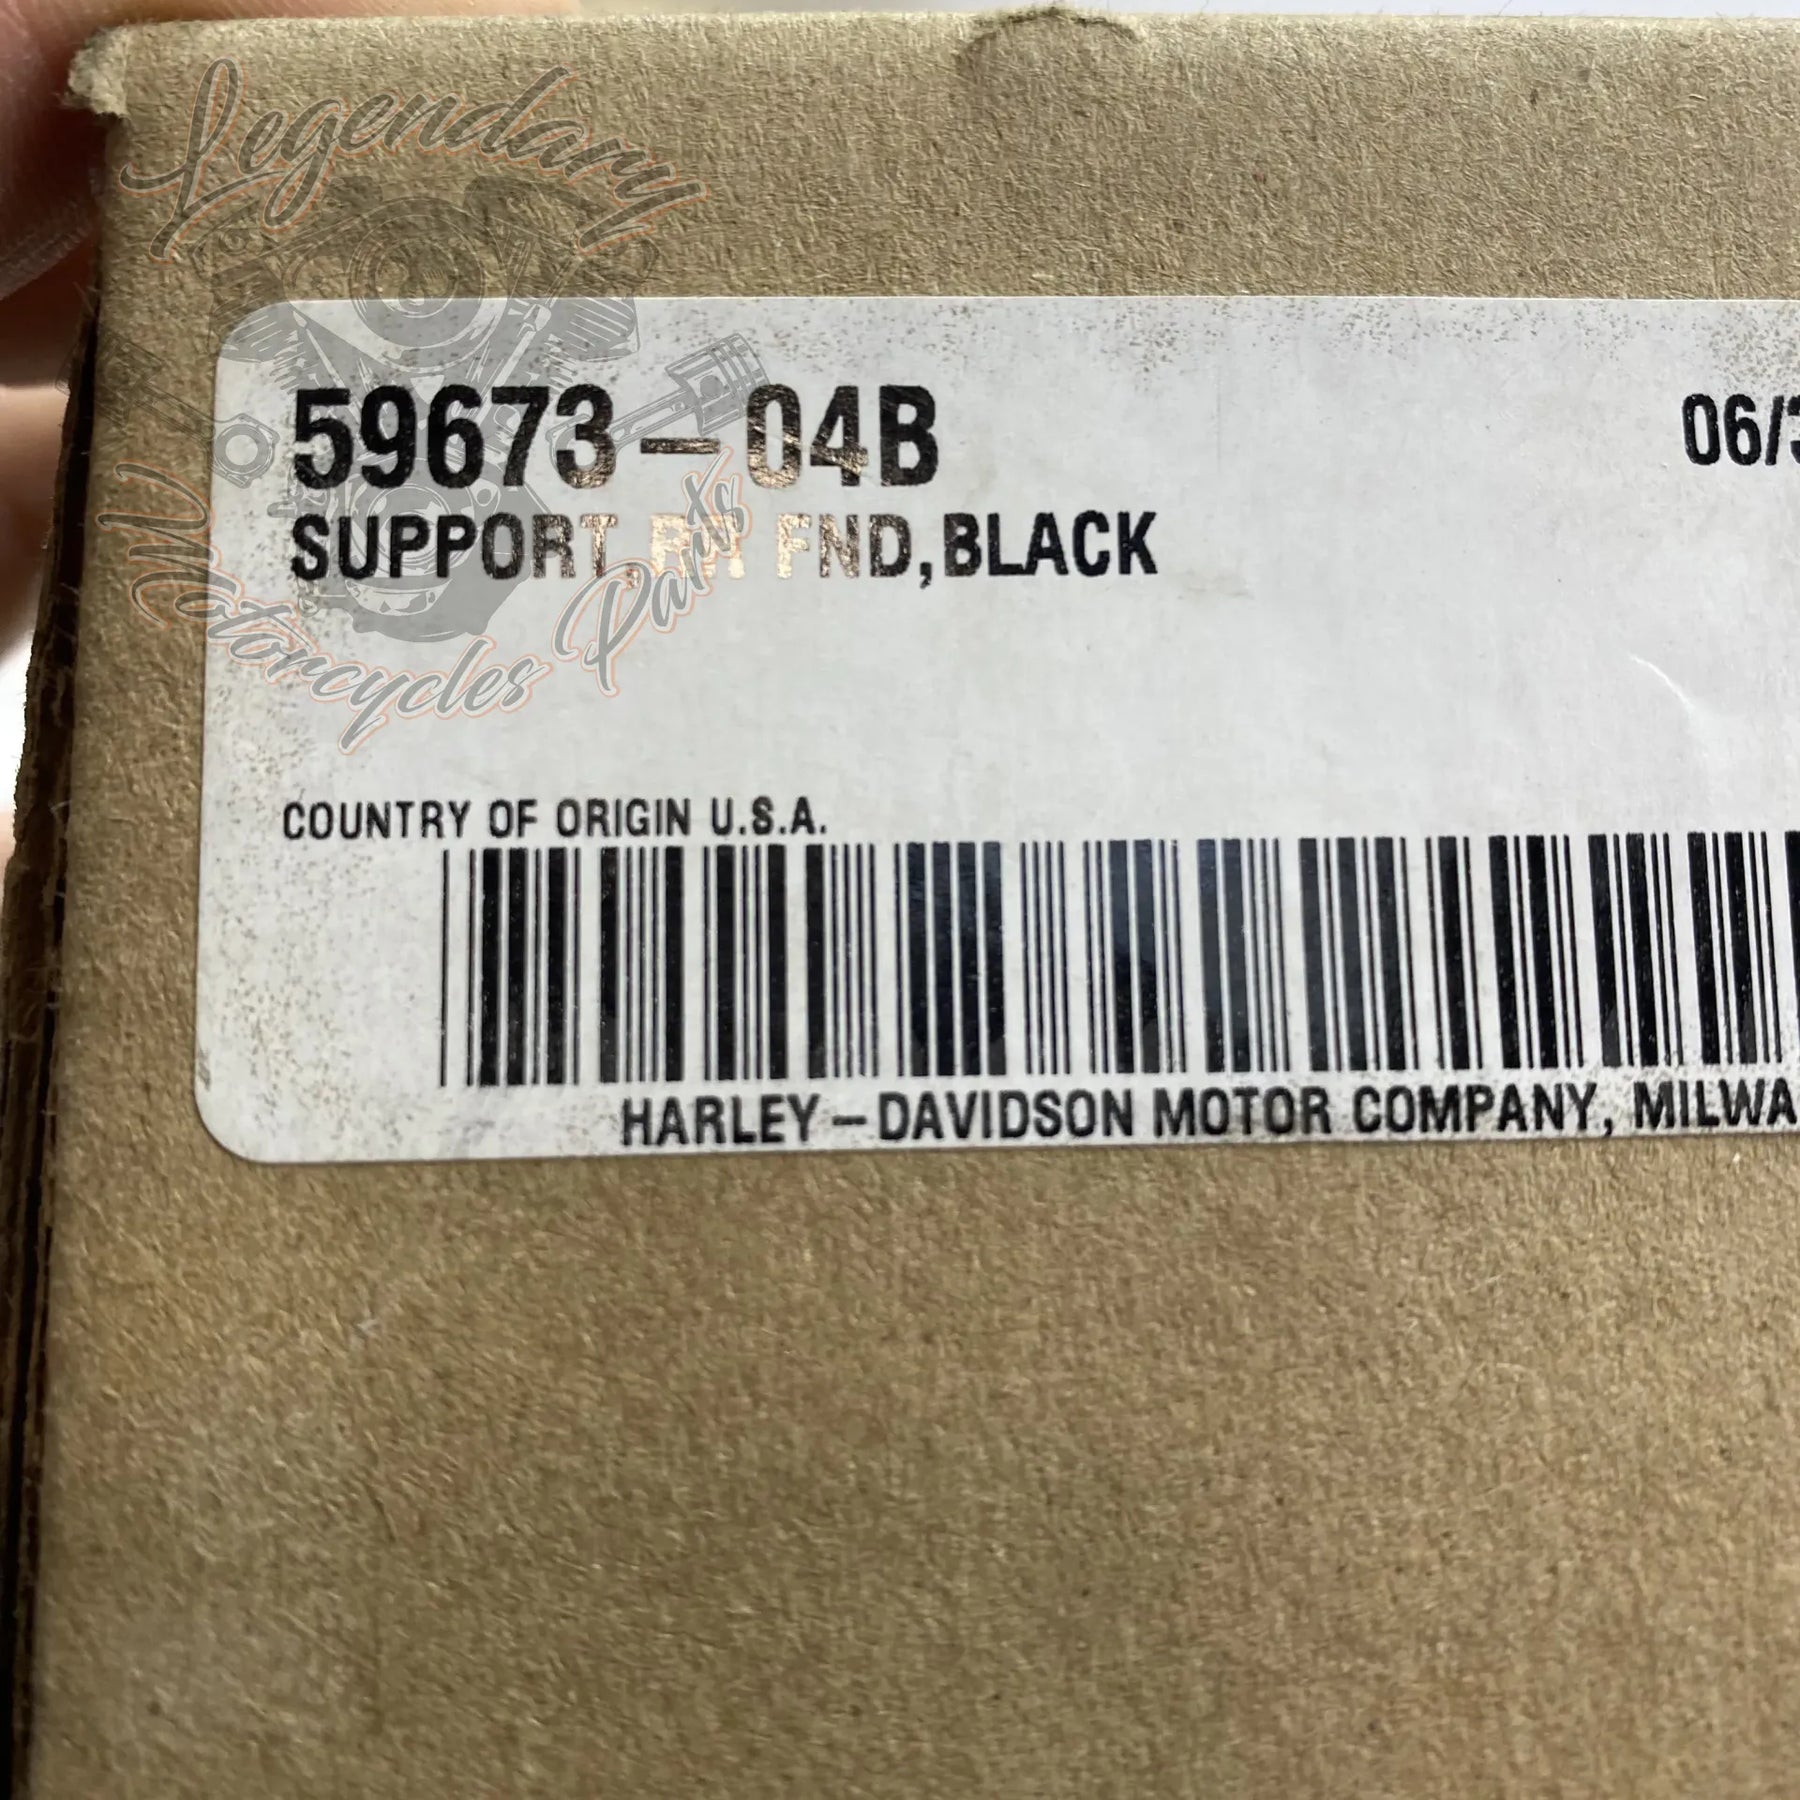 Legendary
59673-04B
06/3
SUPPORT, FND,BLACK
Motorcycles Parts
COUNTRY OF ORIGIN U.S.A.
HARLEY-DAVIDSON MOTOR COMPANY, MILWA